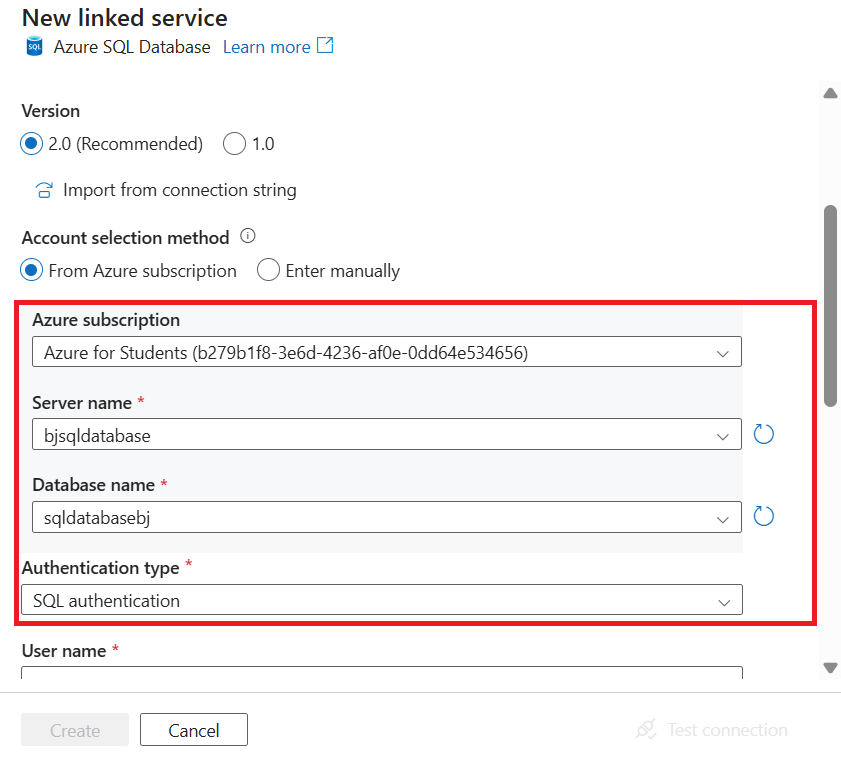 New linked service
SQL Azure SQL Database Learn more
Version
2.0 (Recommended) 1.0
Import from connection string
Account selection method
From Azure subscription Enter manually
Azure subscription
Azure for Students (b279b1f8-3e6d-4236-af0e-0dd64e534656)
Server name *
bjsqldatabase
Database name *
sqldatabasebj
Authentication type *
SQL authentication
User name *
Create Cancel Test connection